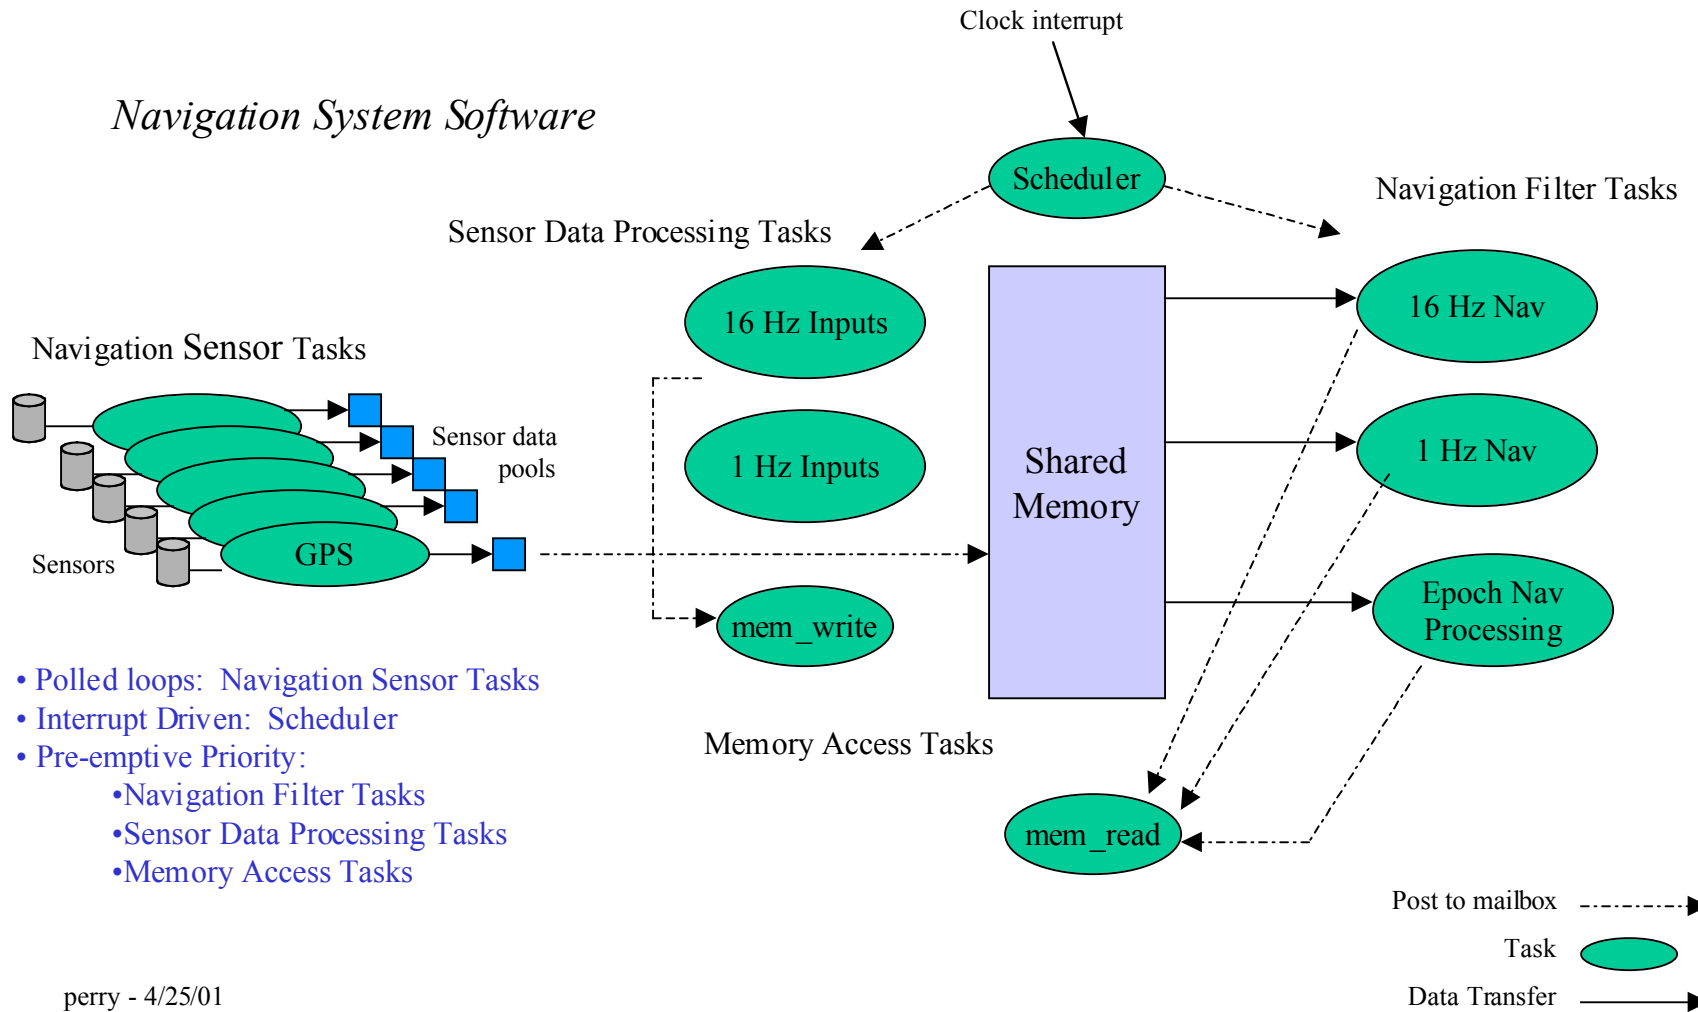 Clock interrupt
Navigation System Software
Scheduler
Navigation Filter Tasks
Sensor Data Processing Tasks
16 Hz Inputs
16 Hz Nav
Navigation Sensor Tasks
Sensor data
pools
1 Hz Inputs
Shared
Memory
1 Hz Nav
GPS
Sensors
mem_write
Epoch Nav
Processing
• Polled loops: Navigation Sensor Tasks
• Interrupt Driven: Scheduler
• Pre-emptive Priority:
•Navigation Filter Tasks
•Sensor Data Processing Tasks
•Memory Access Tasks
Memory Access Tasks
mem_read
Post to mailbox
Task
Data Transfer
perry - 4/25/01